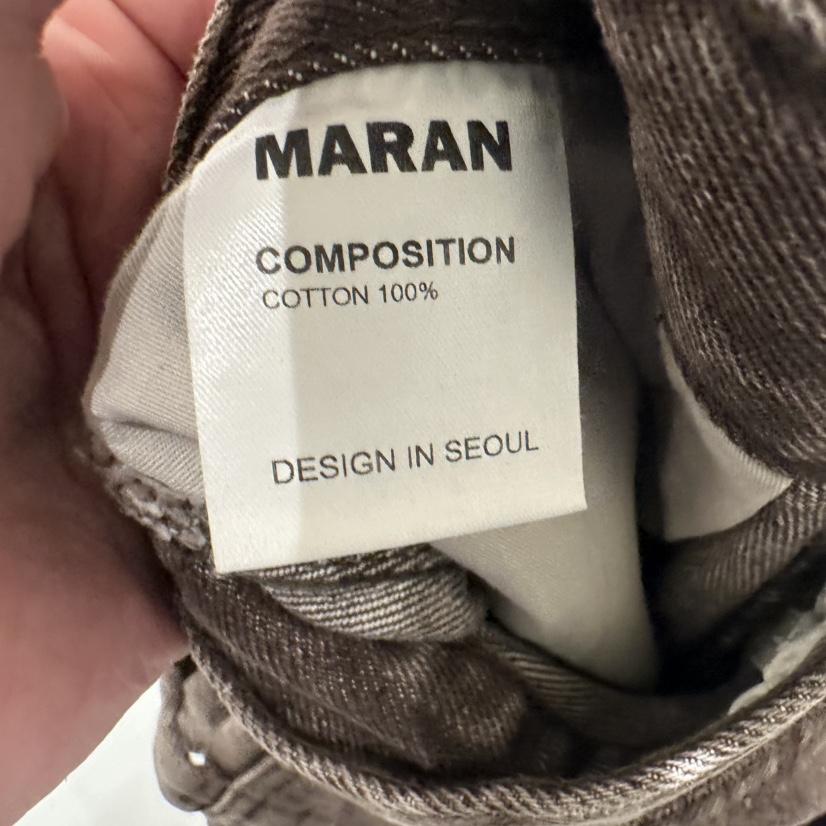 MARAN
COMPOSITION
COTTON 100%
DESIGN IN SEOUL